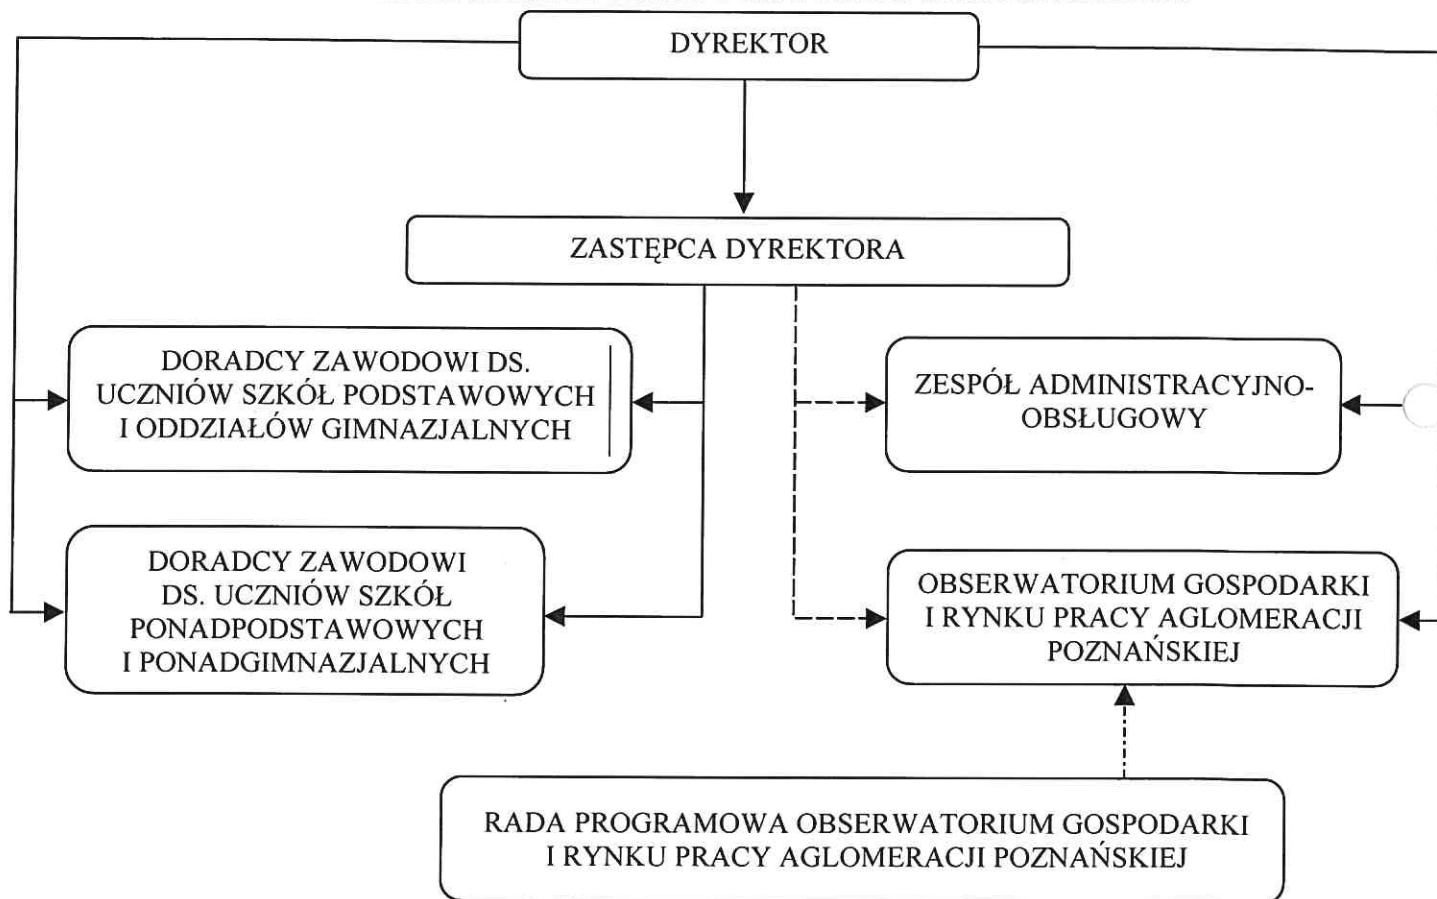 DYREKTOR
ZASTĘPCA DYREKTORA
DORADCY ZAWODOWI DS.
UCZNIÓW SZKÓŁ PODSTAWOWYCH
I ODDZIAŁÓW GIMNAZJALNYCH
ZESPÓŁ ADMINISTRACYJNO-
OBSŁUGOWY
DORADCY ZAWODOWI
DS. UCZNIÓW SZKÓŁ
PONADPODSTAWOWYCH
I PONADGIMNAZJALNYCH
OBSERWATORIUM GOSPODARKI
I RYNKU PRACY AGLOMERACJI
POZNAŃSKIEJ
RADA PROGRAMOWA OBSERWATORIUM GOSPODARKI
I RYNKU PRACY AGLOMERACJI POZNAŃSKIEJ